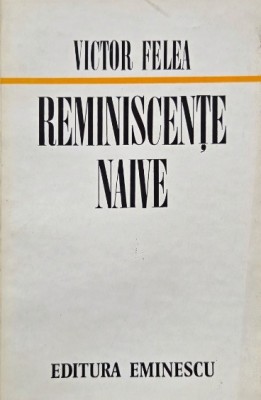 VICTOR FELEA
REMINISCENȚE
NAIVE
EDITURA EMINESCU